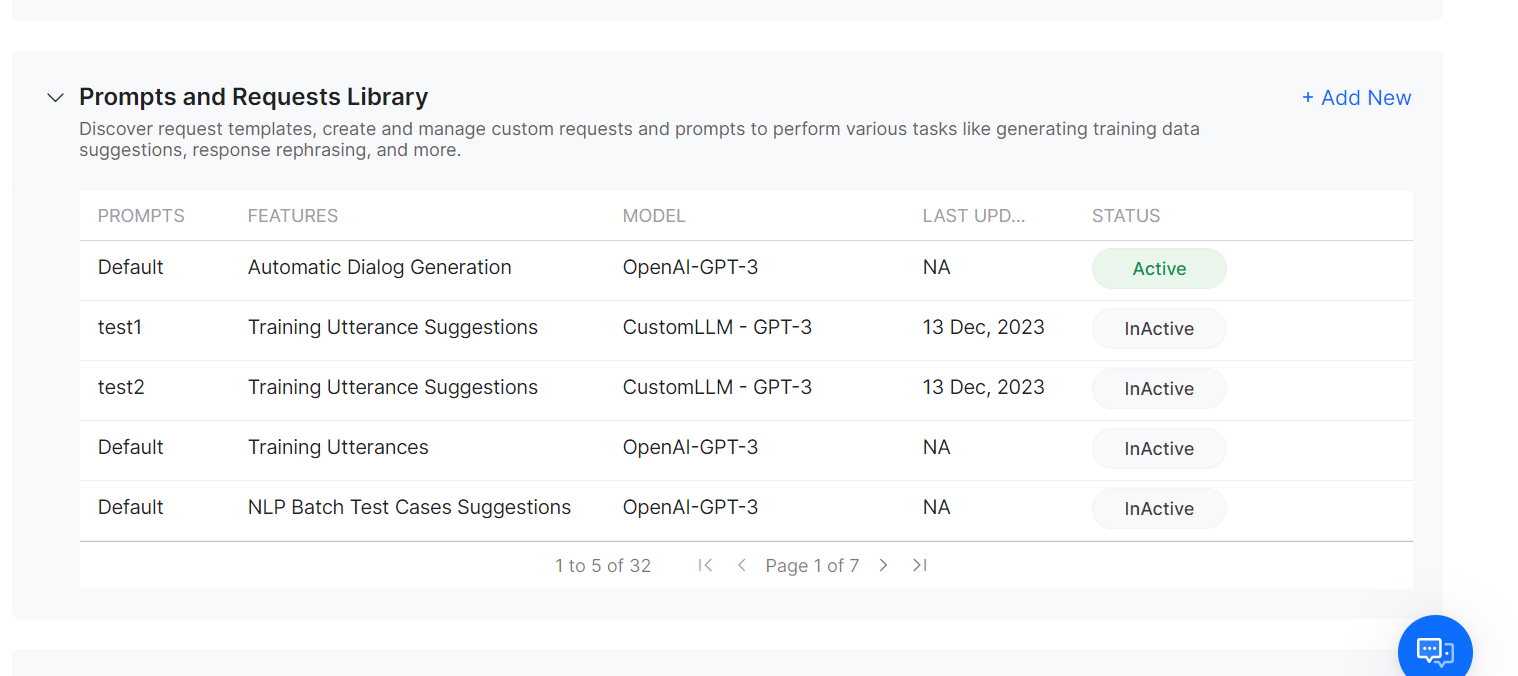 Prompts and Requests Library
+ Add New
Discover request templates, create and manage custom requests and prompts to perform various tasks like generating training data
suggestions, response rephrasing, and more.
PROMPTS FEATURES MODEL LAST UPD... STATUS
Default Automatic Dialog Generation OpenAI-GPT-3 NA Active
test1 Training Utterance Suggestions CustomLLM - GPT-3 13 Dec, 2023 InActive
test2 Training Utterance Suggestions CustomLLM - GPT-3 13 Dec, 2023 InActive
Default Training Utterances OpenAI-GPT-3 NA InActive
Default NLP Batch Test Cases Suggestions OpenAI-GPT-3 NA InActive
1 to 5 of 32 Page 1 of 7